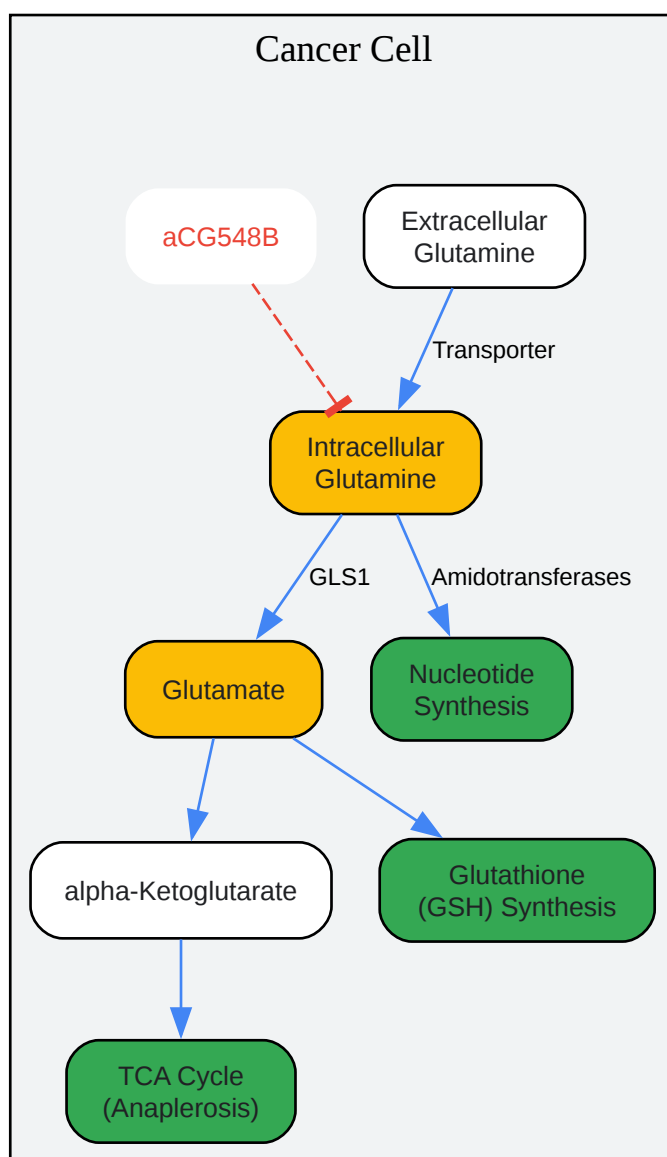 Cancer Cell
aCG548B
Extracellular
Glutamine
Transporter
Intracellular
Glutamine
GLS1
Amidotransferases
Glutamate
Nucleotide
Synthesis
alpha-Ketoglutarate
Glutathione
(GSH) Synthesis
TCA Cycle
(Anaplerosis)